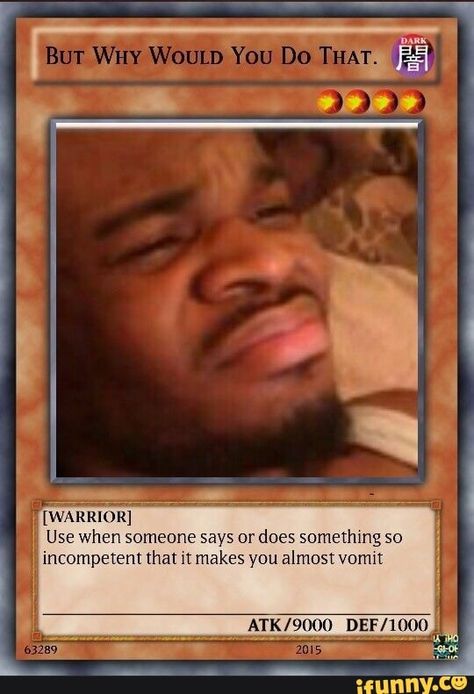 But Why Would You Do That.
DARK
闇
[WARRIOR]
Use when someone says or does something so
incompetent that it makes you almost vomit
ATK/9000 DEF/1000
63289 2015
ifunny.co